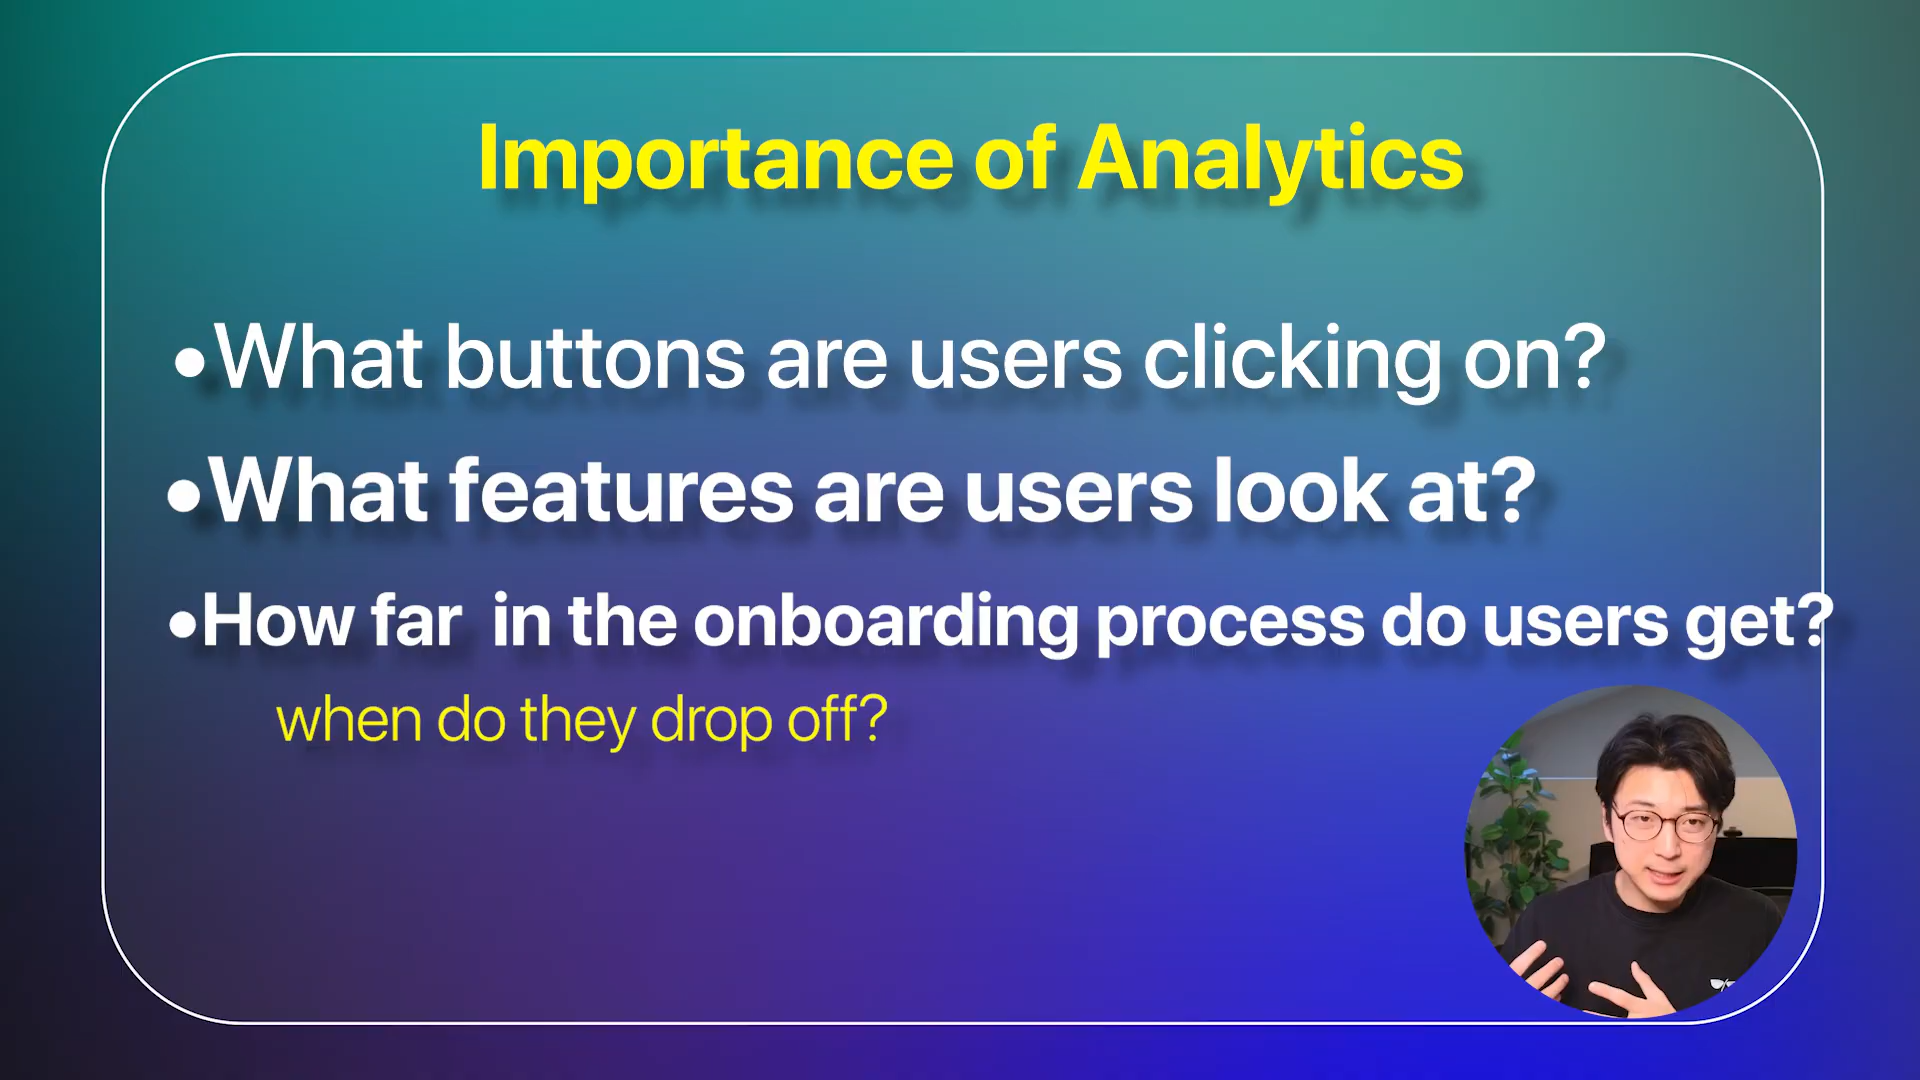 Importance of Analytics
•What buttons are users clicking on?
•What features are users look at?
•How far  in the onboarding process do users get?
when do they drop off?